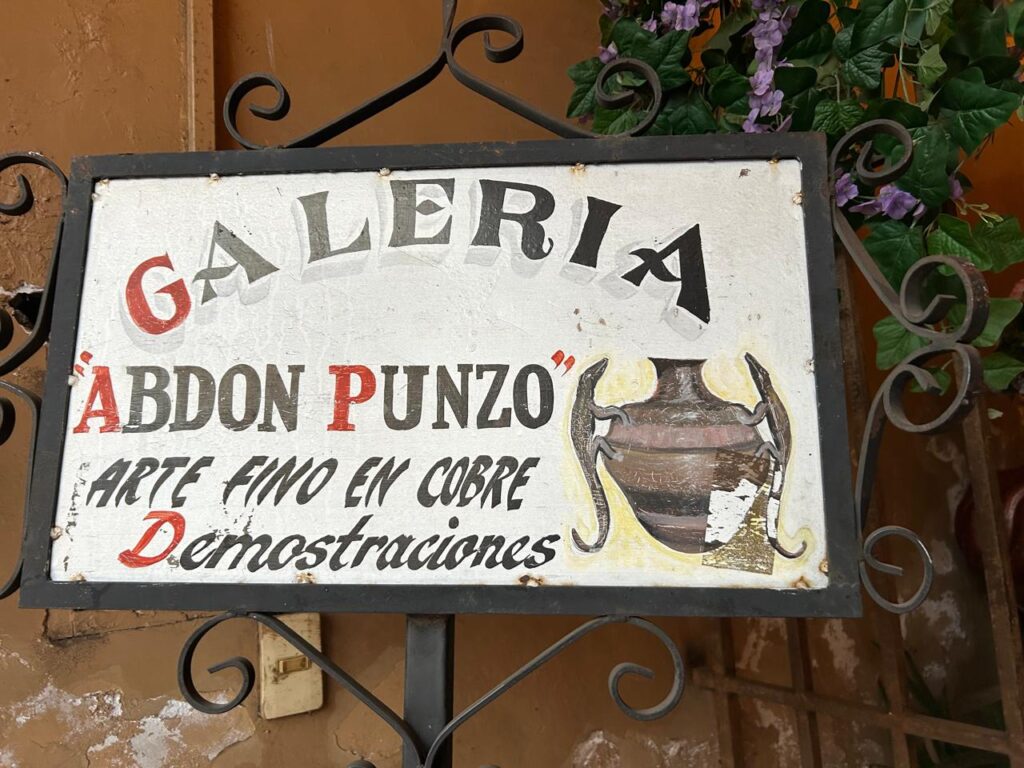 GALERIA
"ABDON PUNZO"
ARTE FINO EN COBRE
Demostraciones